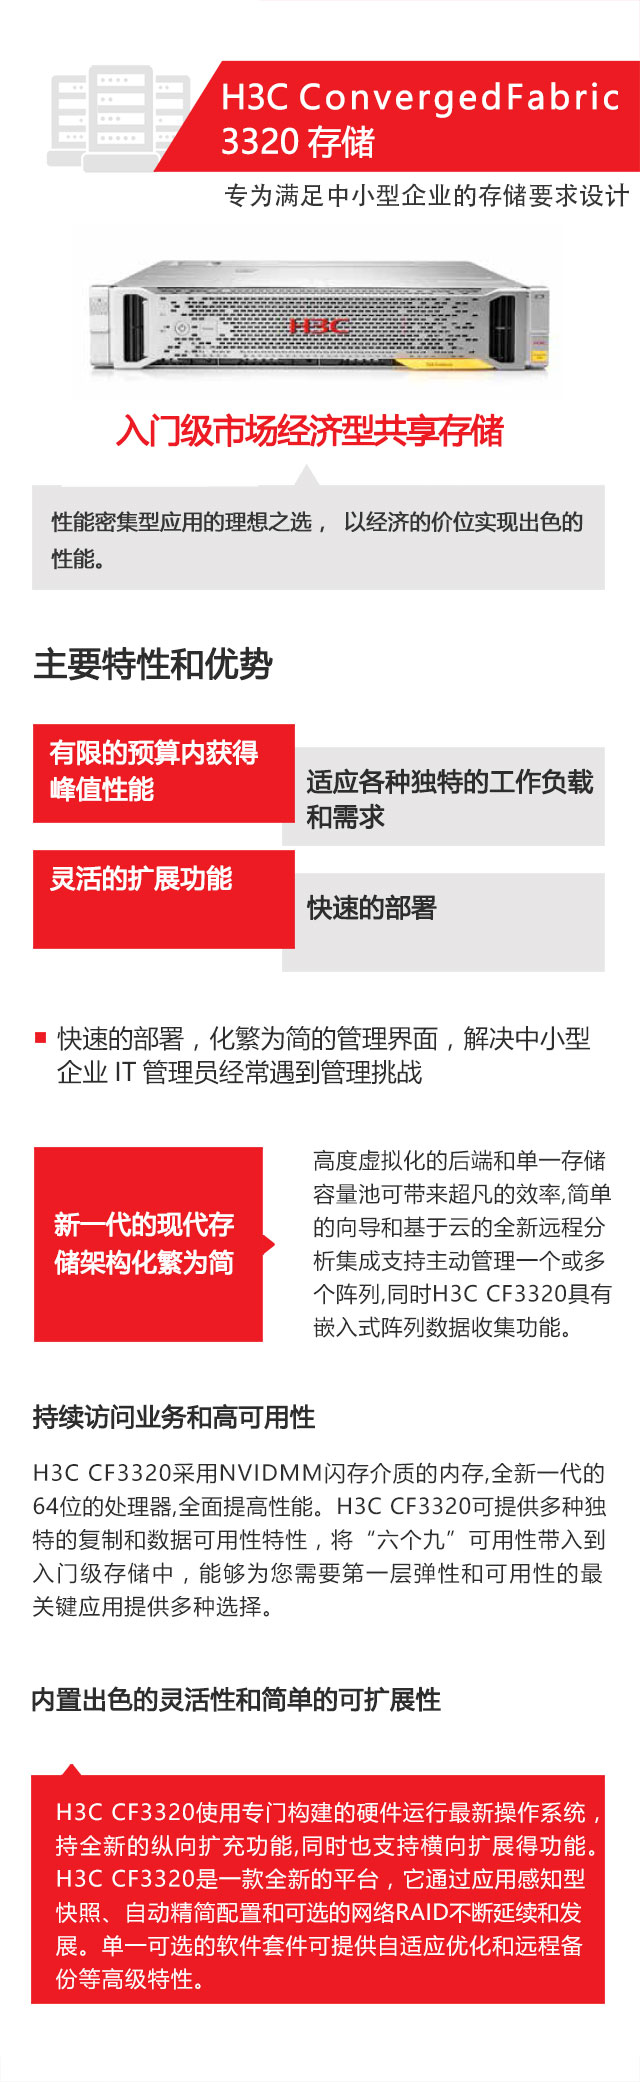 H3C ConvergedFabric
3320 存储
专为满足中小型企业的存储要求设计
H3C
入门级市场经济型共享存储
性能密集型应用的理想之选， 以经济的价位实现出色的
性能。
主要特性和优势
有限的预算内获得
峰值性能
适应各种独特的工作负载
和需求
灵活的扩展功能
快速的部署
快速的部署，化繁为简的管理界面，解决中小型
企业 IT 管理员经常遇到管理挑战
新一代的现代存
储架构化繁为简
高度虚拟化的后端和单一存储
容量池可带来超凡的效率,简单
的向导和基于云的全新远程分
析集成支持主动管理一个或多
个阵列,同时H3C CF3320具有
嵌入式阵列数据收集功能。
持续访问业务和高可用性
H3C CF3320采用NVIDMM闪存介质的内存,全新一代的
64位的处理器,全面提高性能。H3C CF3320可提供多种独
特的复制和数据可用性特性，将“六个九”可用性带入到
入门级存储中，能够为您需要第一层弹性和可用性的最
关键应用提供多种选择。
内置出色的灵活性和简单的可扩展性
H3C CF3320使用专门构建的硬件运行最新操作系统，
持全新的纵向扩充功能,同时也支持横向扩展得功能。
H3C CF3320是一款全新的平台，它通过应用感知型
快照、自动精简配置和可选的网络RAID不断延续和发
展。单一可选的软件套件可提供自适应优化和远程备
份等高级特性。